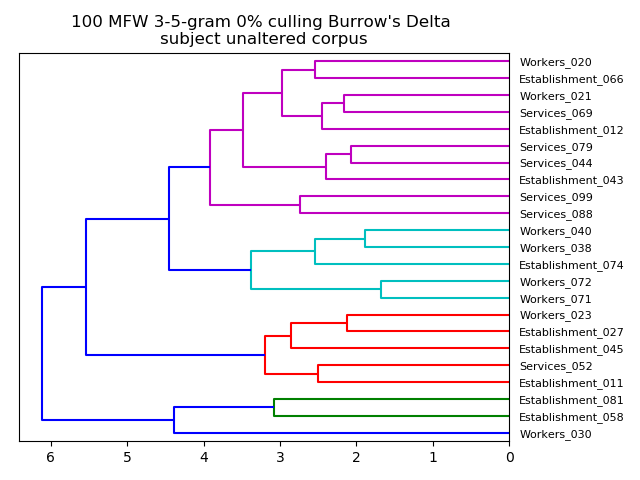 100 MFW 3-5-gram 0% culling Burrow's Delta
subject unaltered corpus
Workers_020
Establishment_066
Workers_021
Services_069
Establishment_012
Services_079
Services_044
Establishment_043
Services_099
Services_088
Workers_040
Workers_038
Establishment_074
Workers_072
Workers_071
Workers_023
Establishment_027
Establishment_045
Services_052
Establishment_011
Establishment_081
Establishment_058
Workers_030
6 5 4 3 2 1 0